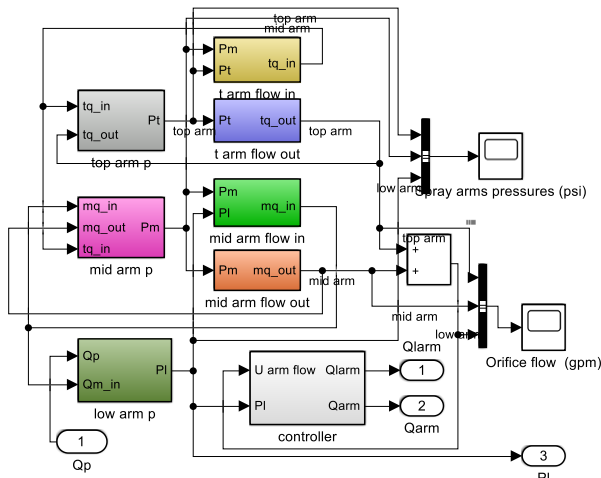 top arm
mid arm
Pm
Pt
tq_in
t arm flow in
tq_in
tq_out
Pt
top arm p
top arm
Pt
tq_out
t arm flow out
top arm
low arm
Spray arms pressures (psi)
mq_in
mq_out
tq_in
Pm
mid arm p
Pm
Pl
mq_in
mid arm flow in
Pm
mq_out
mid arm flow out
mid arm
top arm
+
+
mid arm
low arm
Orifice flow (gpm)
Qp
Qm_in
Pl
low arm p
U arm flow
Pl
Qlarm
Qarm
controller
Qlarm
1
2
Qarm
1
Qp
3
Pl